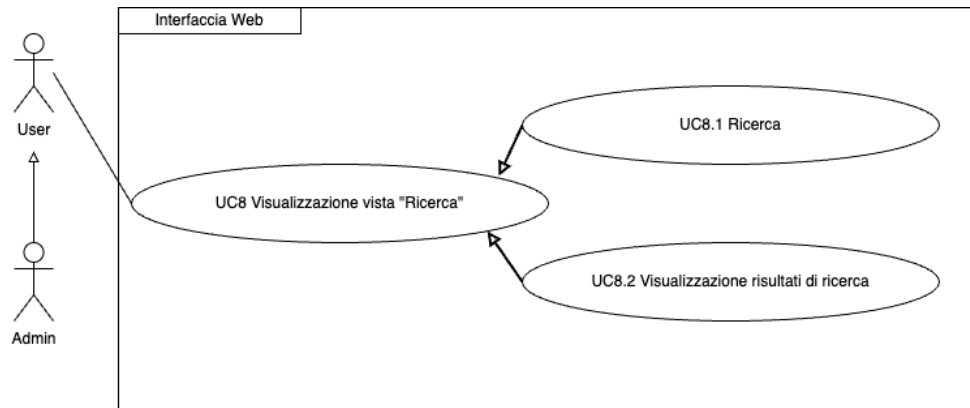 Interfaccia Web
User
UC8.1 Ricerca
UC8 Visualizzazione vista "Ricerca"
UC8.2 Visualizzazione risultati di ricerca
Admin